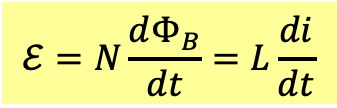 ℰ = N dΦ_B/dt = L di/dt